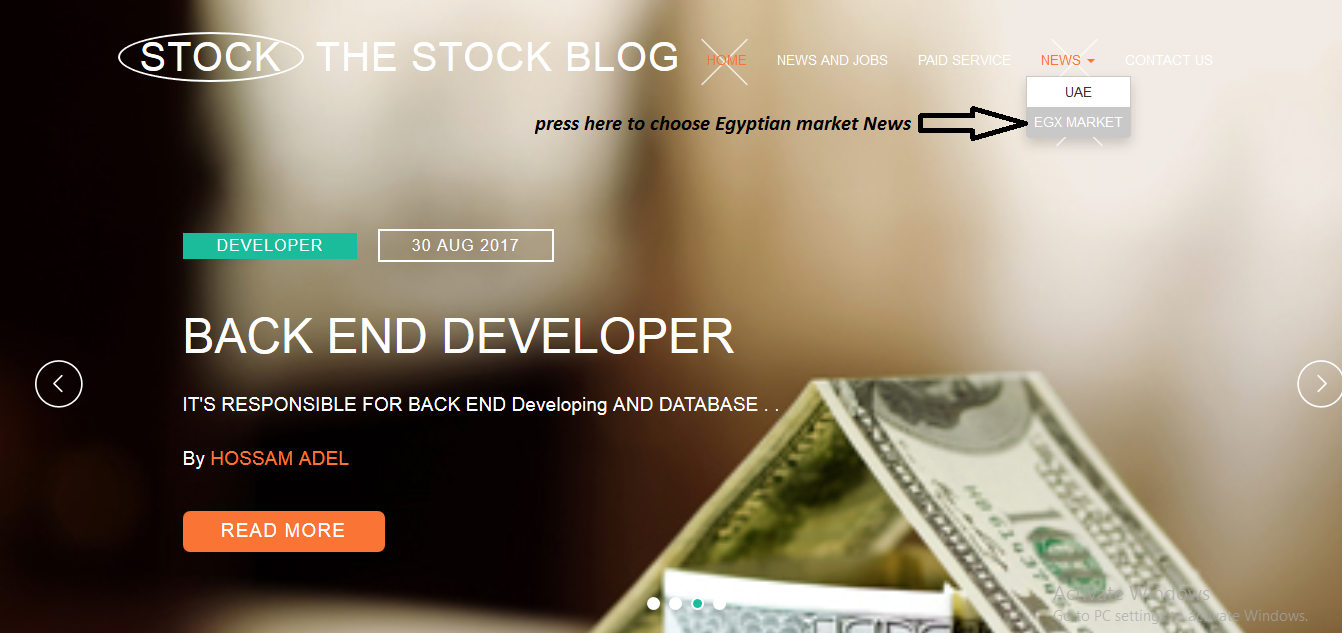 STOCK THE STOCK BLOG
HOME NEWS AND JOBS PAID SERVICE NEWS CONTACT US
UAE
EGX MARKET
press here to choose Egyptian market News
DEVELOPER 30 AUG 2017
BACK END DEVELOPER
IT'S RESPONSIBLE FOR BACK END Developing AND DATABASE . .
By HOSSAM ADEL
READ MORE
Activate Windows
Go to PC settings to activate Windows.